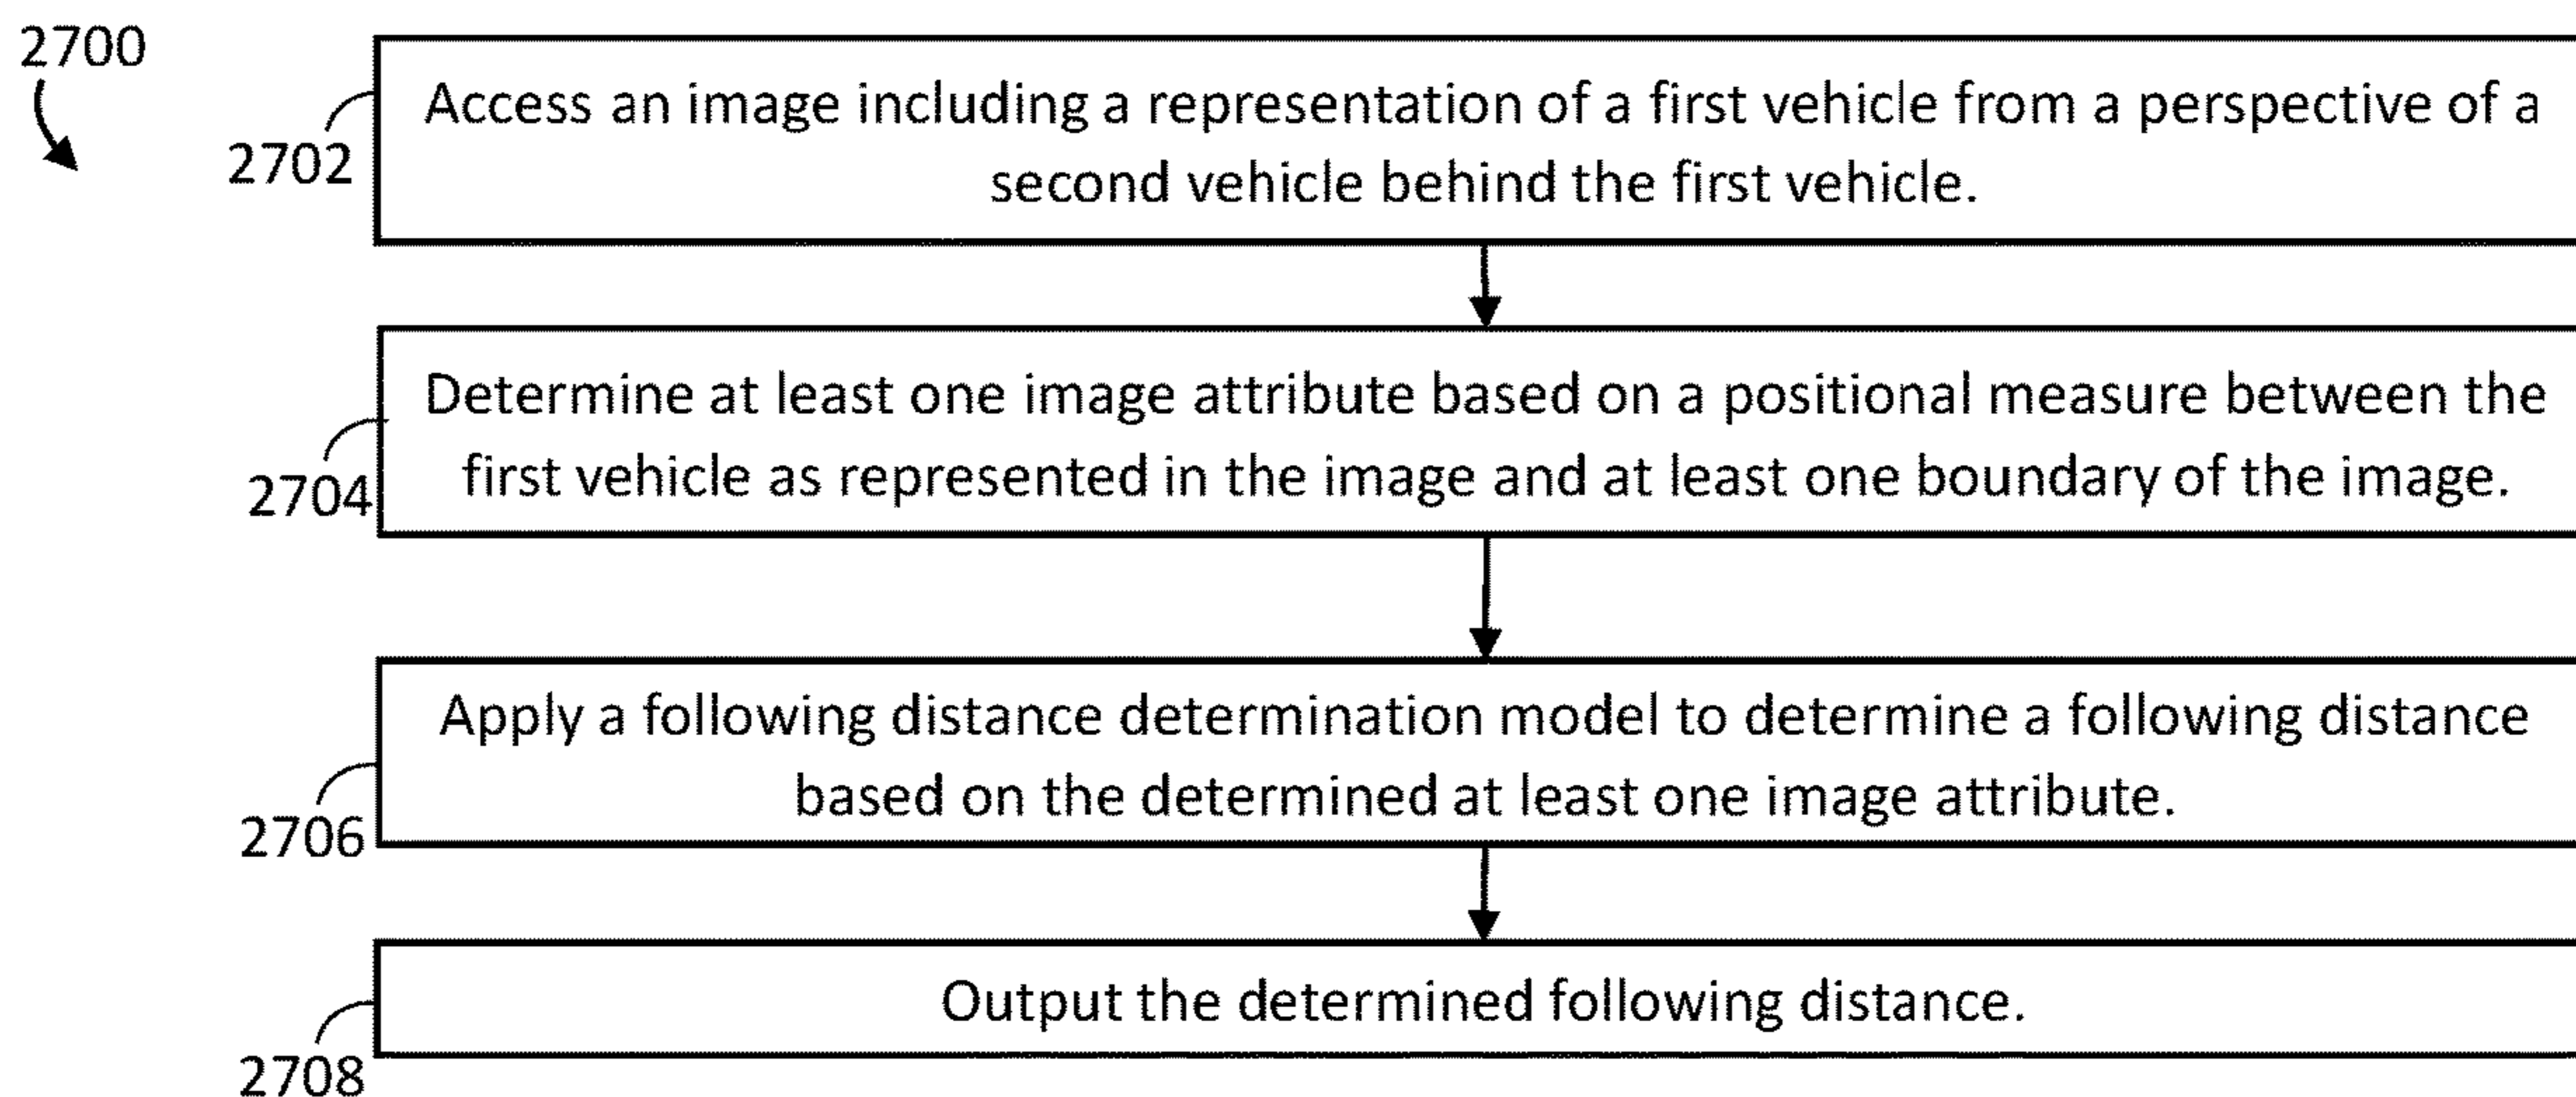 2700
2702
Access an image including a representation of a first vehicle from a perspective of a
second vehicle behind the first vehicle.
2704
Determine at least one image attribute based on a positional measure between the
first vehicle as represented in the image and at least one boundary of the image.
2706
Apply a following distance determination model to determine a following distance
based on the determined at least one image attribute.
2708
Output the determined following distance.